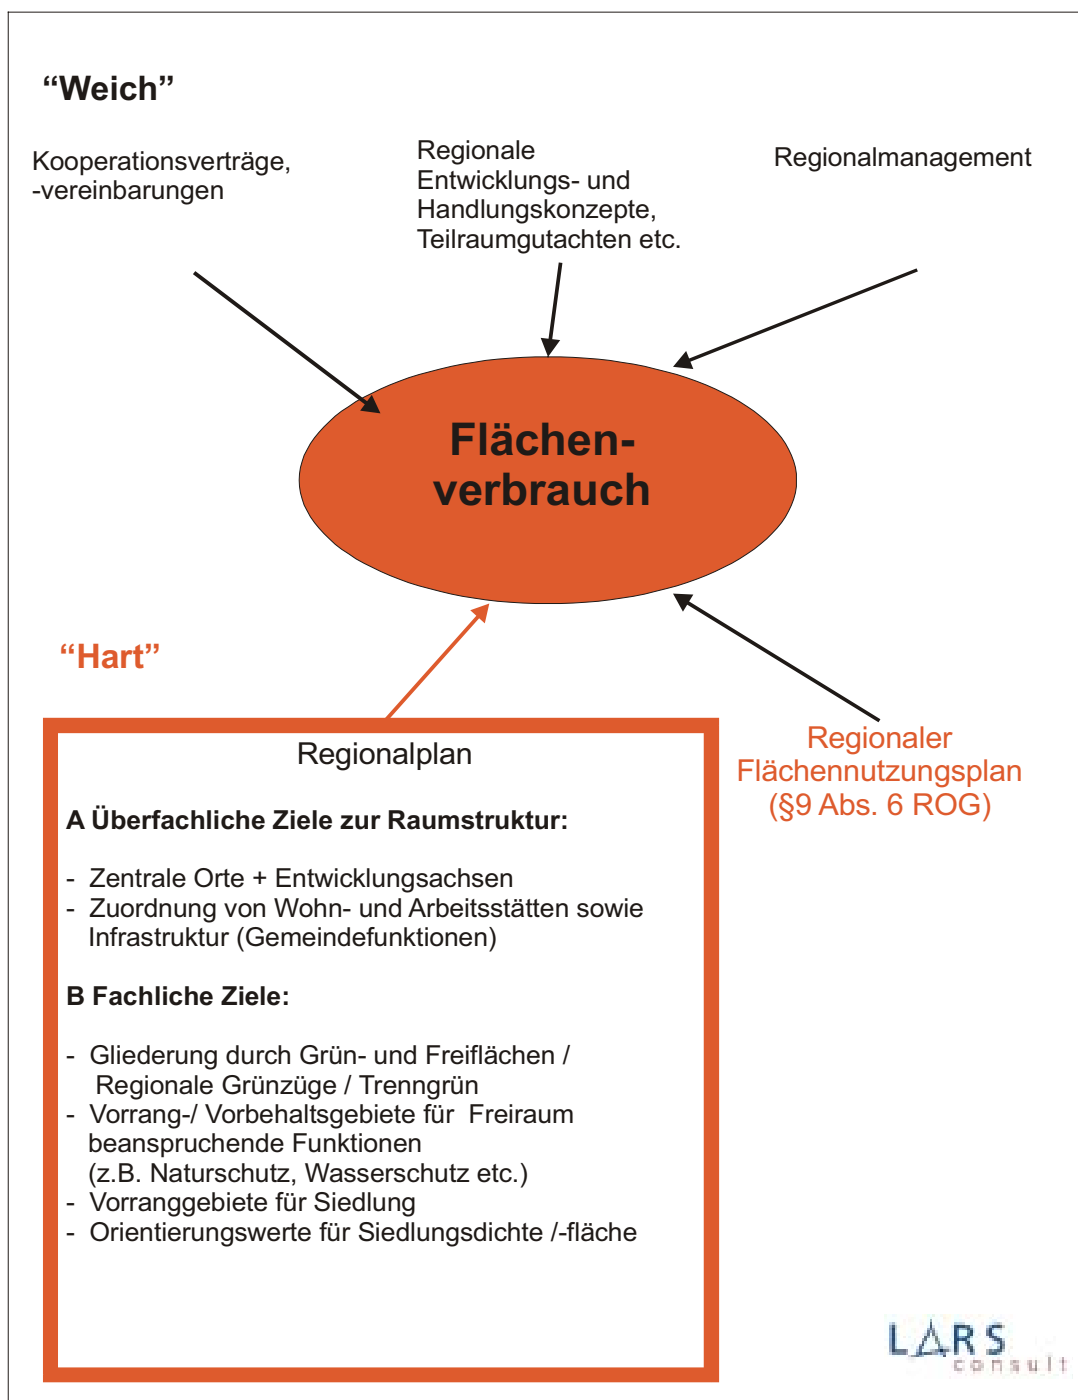 “Weich”
Kooperationsverträge,
-vereinbarungen
Regionale
Entwicklungs- und
Handlungskonzepte,
Teilraumgutachten etc.
Regionalmanagement
Flächen-
verbrauch
“Hart”
Regionalplan
A Überfachliche Ziele zur Raumstruktur:
- Zentrale Orte + Entwicklungsachsen
- Zuordnung von Wohn- und Arbeitsstätten sowie
Infrastruktur (Gemeindefunktionen)
B Fachliche Ziele:
- Gliederung durch Grün- und Freiflächen /
Regionale Grünzüge / Trenngrün
- Vorrang-/ Vorbehaltsgebiete für Freiraum
beanspruchende Funktionen
(z.B. Naturschutz, Wasserschutz etc.)
- Vorranggebiete für Siedlung
- Orientierungswerte für Siedlungsdichte /-fläche
Regionaler
Flächennutzungsplan
(§9 Abs. 6 ROG)
LARS
consult